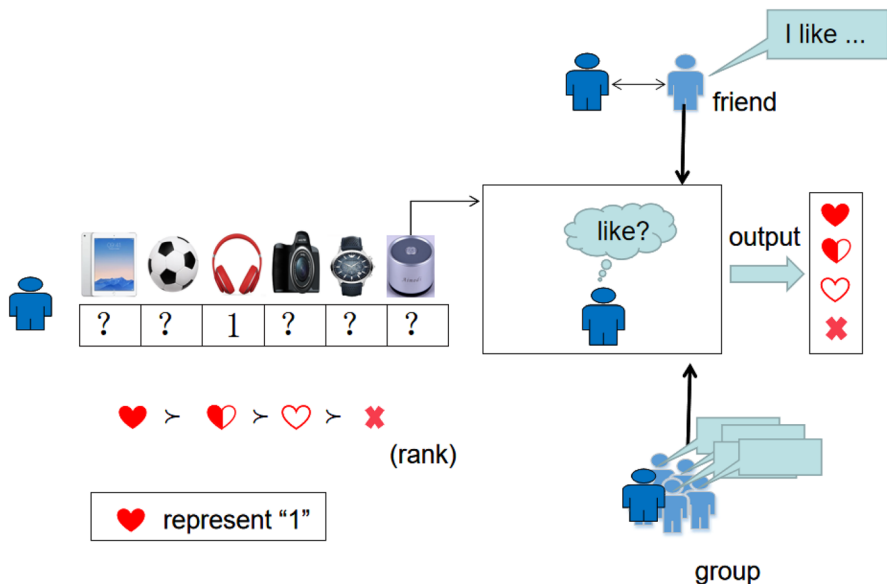 I like ...
friend
like?
output
? ? 1 ? ? ?
(rank)
represent “1”
group